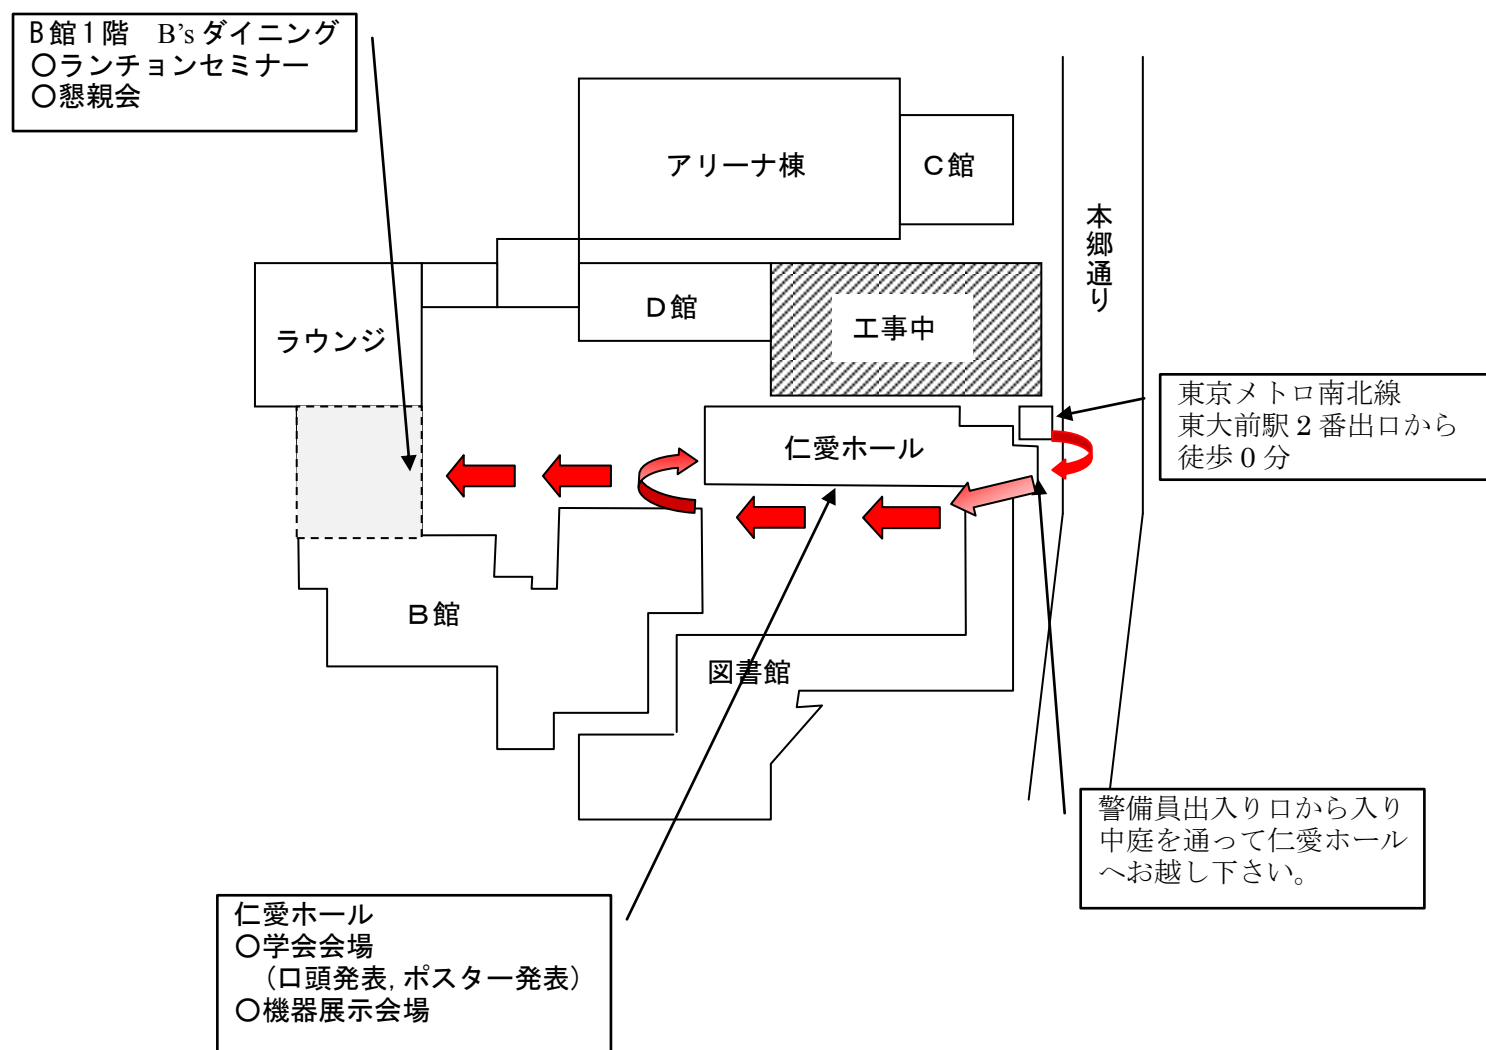 B館1階　B’sダイニング
○ランチョンセミナー
○懇親会
アリーナ棟
C館
本郷通り
D館
工事中
ラウンジ
東京メトロ南北線
東大前駅2番出口から
徒歩0分
仁愛ホール
B館
図書館
警備員出入り口から入り
中庭を通って仁愛ホール
へお越し下さい。
仁愛ホール
○学会会場
（口頭発表,ポスター発表）
○機器展示会場